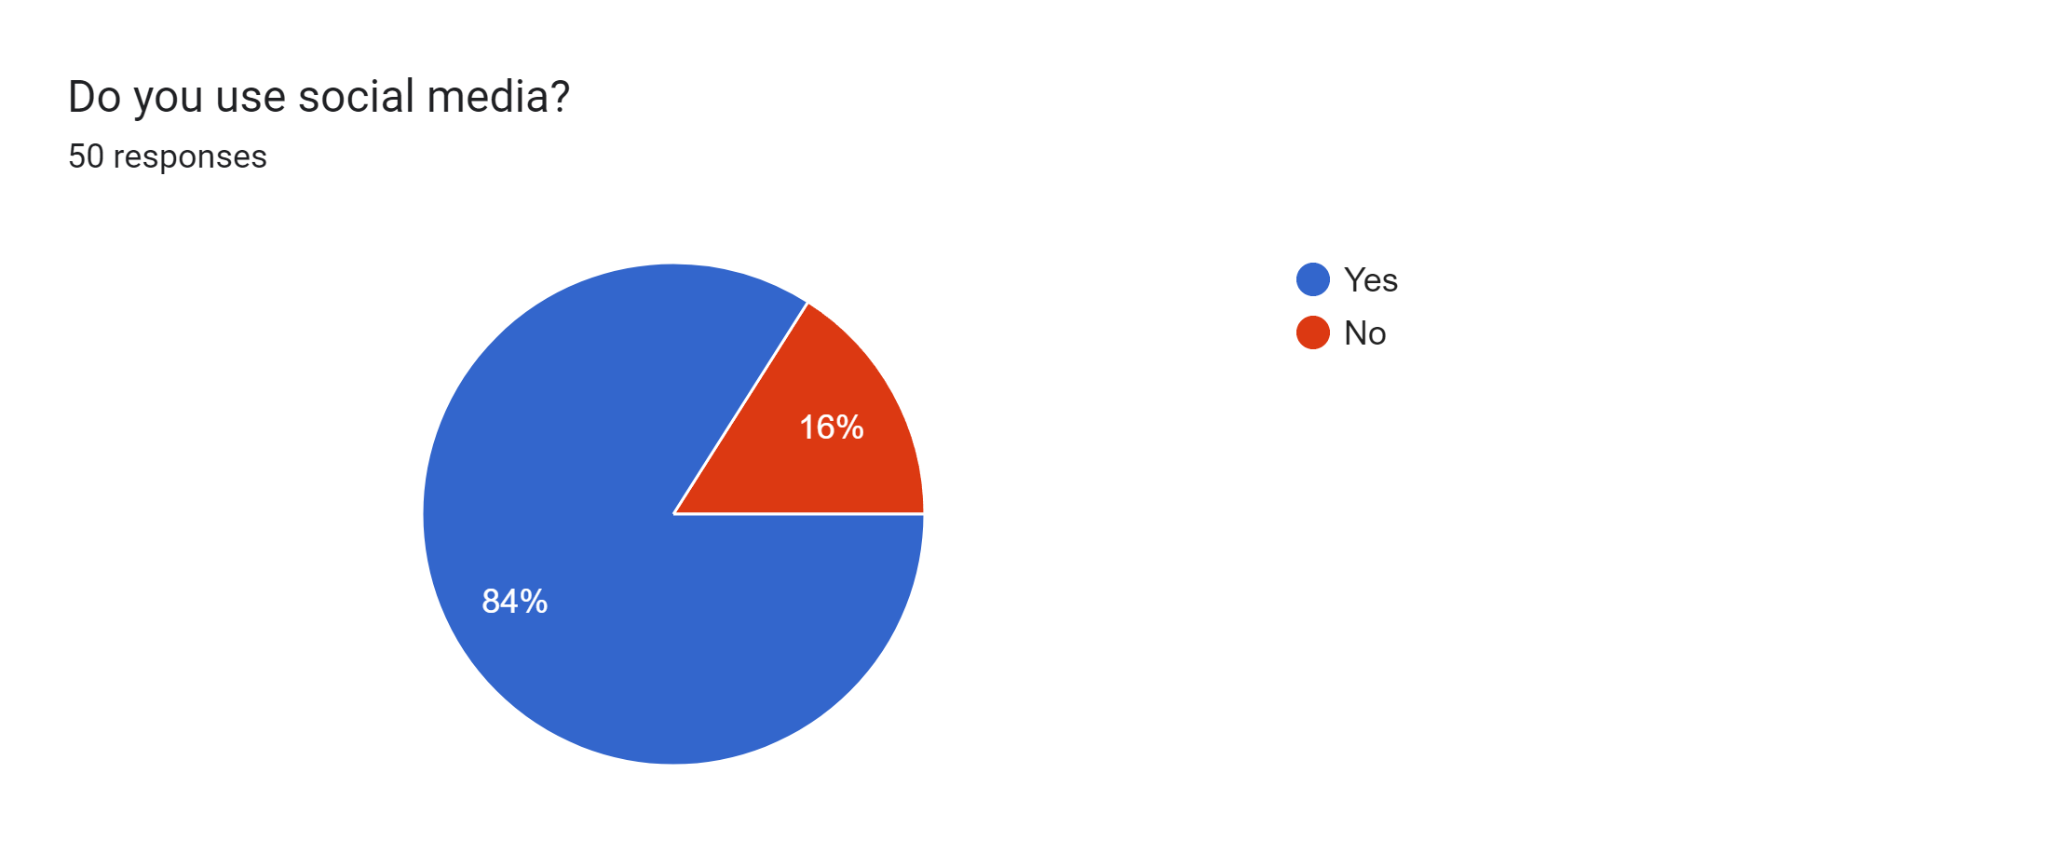 Do you use social media?
50 responses
Yes
No
16%
84%